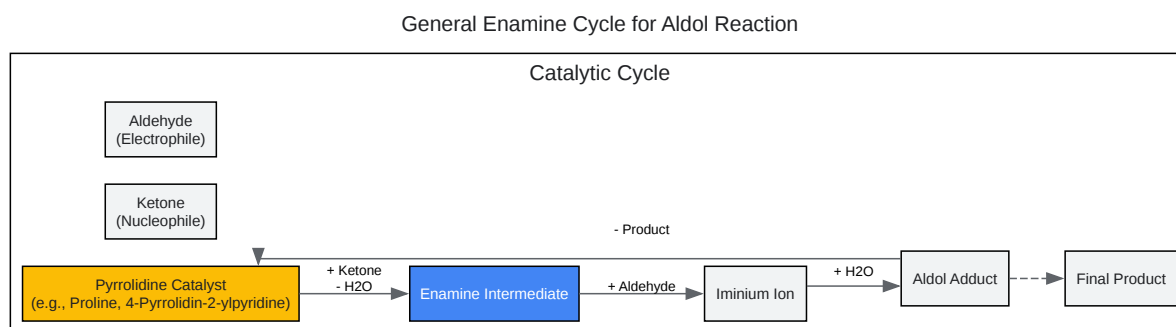 General Enamine Cycle for Aldol Reaction
Catalytic Cycle
Aldehyde
(Electrophile)
Ketone
(Nucleophile)
- Product
Pyrrolidine Catalyst
(e.g., Proline, 4-Pyrrolidin-2-ylpyridine)
+ Ketone
- H2O
Enamine Intermediate
+ Aldehyde
Iminium Ion
+ H2O
Aldol Adduct
Final Product